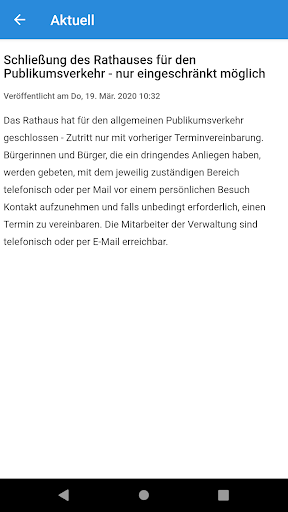 Aktuell
Schließung des Rathauses für den
Publikumsverkehr - nur eingeschränkt möglich
Veröffentlicht am Do, 19. Mär. 2020 10:32
Das Rathaus hat für den allgemeinen Publikumsverkehr
geschlossen - Zutritt nur mit vorheriger Terminvereinbarung.
Bürgerinnen und Bürger, die ein dringendes Anliegen haben,
werden gebeten, mit dem jeweilig zuständigen Bereich
telefonisch oder per Mail vor einem persönlichen Besuch
Kontakt aufzunehmen und falls unbedingt erforderlich, einen
Termin zu vereinbaren. Die Mitarbeiter der Verwaltung sind
telefonisch oder per E-Mail erreichbar.